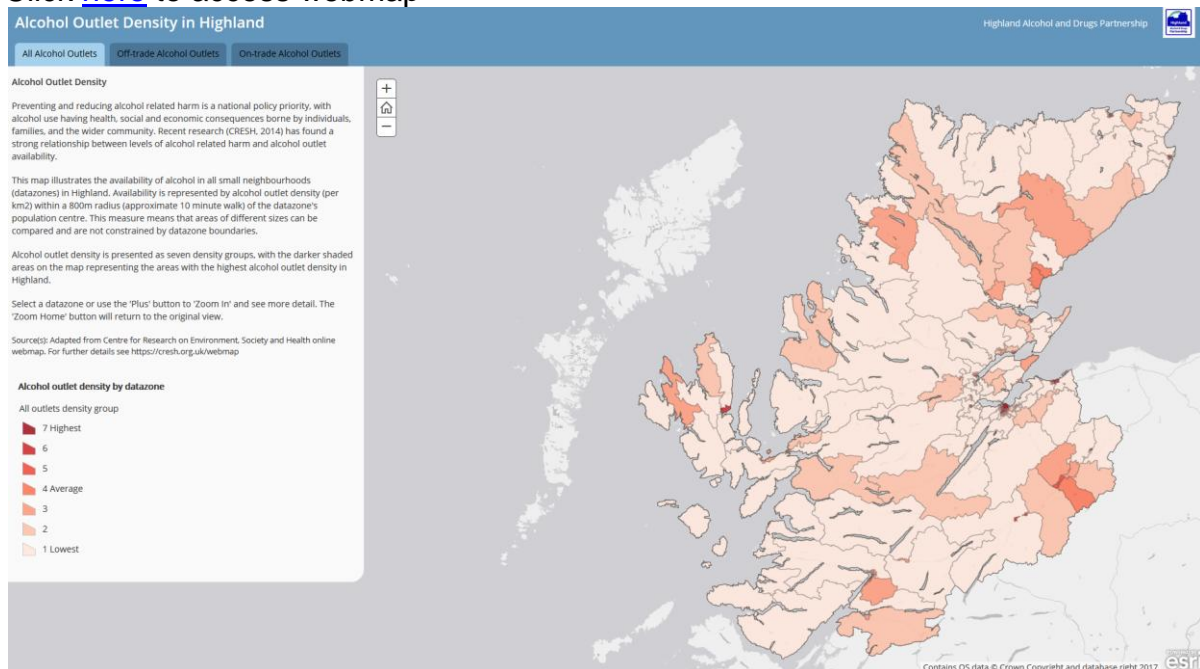 Click here to access webmap
Alcohol Outlet Density in Highland
Highland Alcohol and Drugs Partnership
All Alcohol Outlets
Off-trade Alcohol Outlets
On-trade Alcohol Outlets
Alcohol Outlet Density
Preventing and reducing alcohol related harm is a national policy priority, with
alcohol use having health, social and economic consequences borne by individuals,
families, and the wider community. Recent research (CRESH, 2014) has found a
strong relationship between levels of alcohol related harm and alcohol outlet
availability.
This map illustrates the availability of alcohol in all small neighbourhoods
(datazones) in Highland. Availability is represented by alcohol outlet density (per
km2) within a 800m radius (approximate 10 minute walk) of the datazone's
population centre. This measure means that areas of different sizes can be
compared and are not constrained by datazone boundaries.
Alcohol outlet density is presented as seven density groups, with the darker shaded
areas on the map representing the areas with the highest alcohol outlet density in
Highland.
Select a datazone or use the 'Plus' button to 'Zoom In' and see more detail. The
'Zoom Home' button will return to the original view.
Source(s): Adapted from Centre for Research on Environment, Society and Health online
webmap. For further details see https://cresh.org.uk/webmap
Alcohol outlet density by datazone
All outlets density group
7 Highest
6
5
4 Average
3
2
1 Lowest
+
−
Contains OS data © Crown Copyright and database right 2017
esri